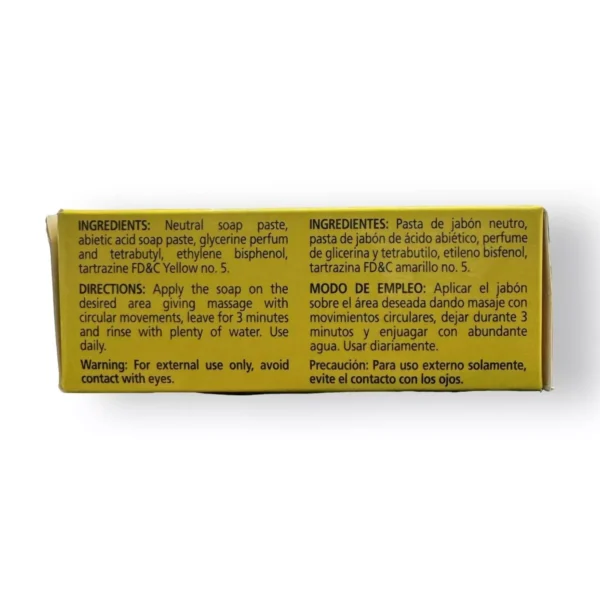 INGREDIENTS: Neutral soap paste,
abietic acid soap paste, glycerine perfum
and tetrabutyl, ethylene bisphenol,
tartrazine FD&C Yellow no. 5.
DIRECTIONS: Apply the soap on the
desired area giving massage with
circular movements, leave for 3 minutes
and rinse with plenty of water. Use
daily.
Warning: For external use only, avoid
contact with eyes.
INGREDIENTES: Pasta de jabón neutro,
pasta de jabón de ácido abiético, perfume
de glicerina y tetrabutilo, etileno bisfenol,
tartrazina FD&C amarillo no. 5.
MODO DE EMPLEO: Aplicar el jabón
sobre el área deseada dando masaje con
movimientos circulares, dejar durante 3
minutos y enjuagar con abundante
agua. Usar diariamente.
Precaución: Para uso externo solamente,
evite el contacto con los ojos.